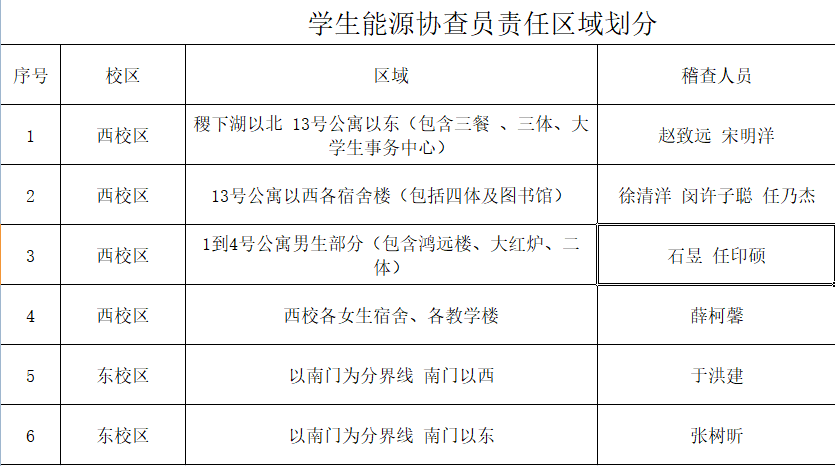 学生能源协查员责任区域划分
序号 校区 区域 稽查人员
1 西校区 稷下湖以北 13号公寓以东（包含三餐 、三体、大
学生事务中心） 赵致远 宋明洋
2 西校区 13号公寓以西各宿舍楼（包括四体及图书馆） 徐清洋 闵许子聪 任乃杰
3 西校区 1到4号公寓男生部分（包含鸿远楼、大红炉、二
体） 石昱 任印硕
4 西校区 西校各女生宿舍、各教学楼 薛柯馨
5 东校区 以南门为分界线 南门以西 于洪建
6 东校区 以南门为分界线 南门以东 张树昕